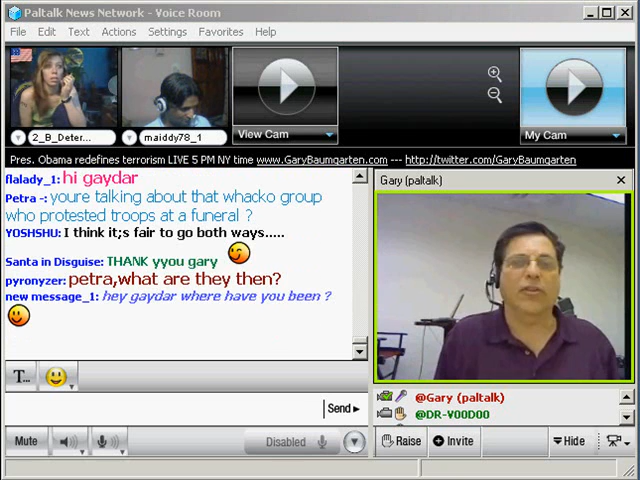 Paltalk News Network - Voice Room
File Edit Text Actions Settings Favorites Help
2_B_Deter... maiddy78_1 View Cam My Cam
Pres. Obama redefines terrorism LIVE 5 PM NY time www.GaryBaumgarten.com --- http://twitter.com/GaryBaumgarten
flalady_1: hi gaydar
Petra -: youre talking about that whacko group
who protested troops at a funeral ?
YOSHSHU: I think it;s fair to go both ways.....
Santa in Disguise: THANK yyou gary
pyronyzer: petra,what are they then?
new message_1: hey gaydar where have you been ?
Gary (paltalk)
T...
Send
@Gary (paltalk)
@DR-V00D00
Mute Disabled Raise Invite Hide